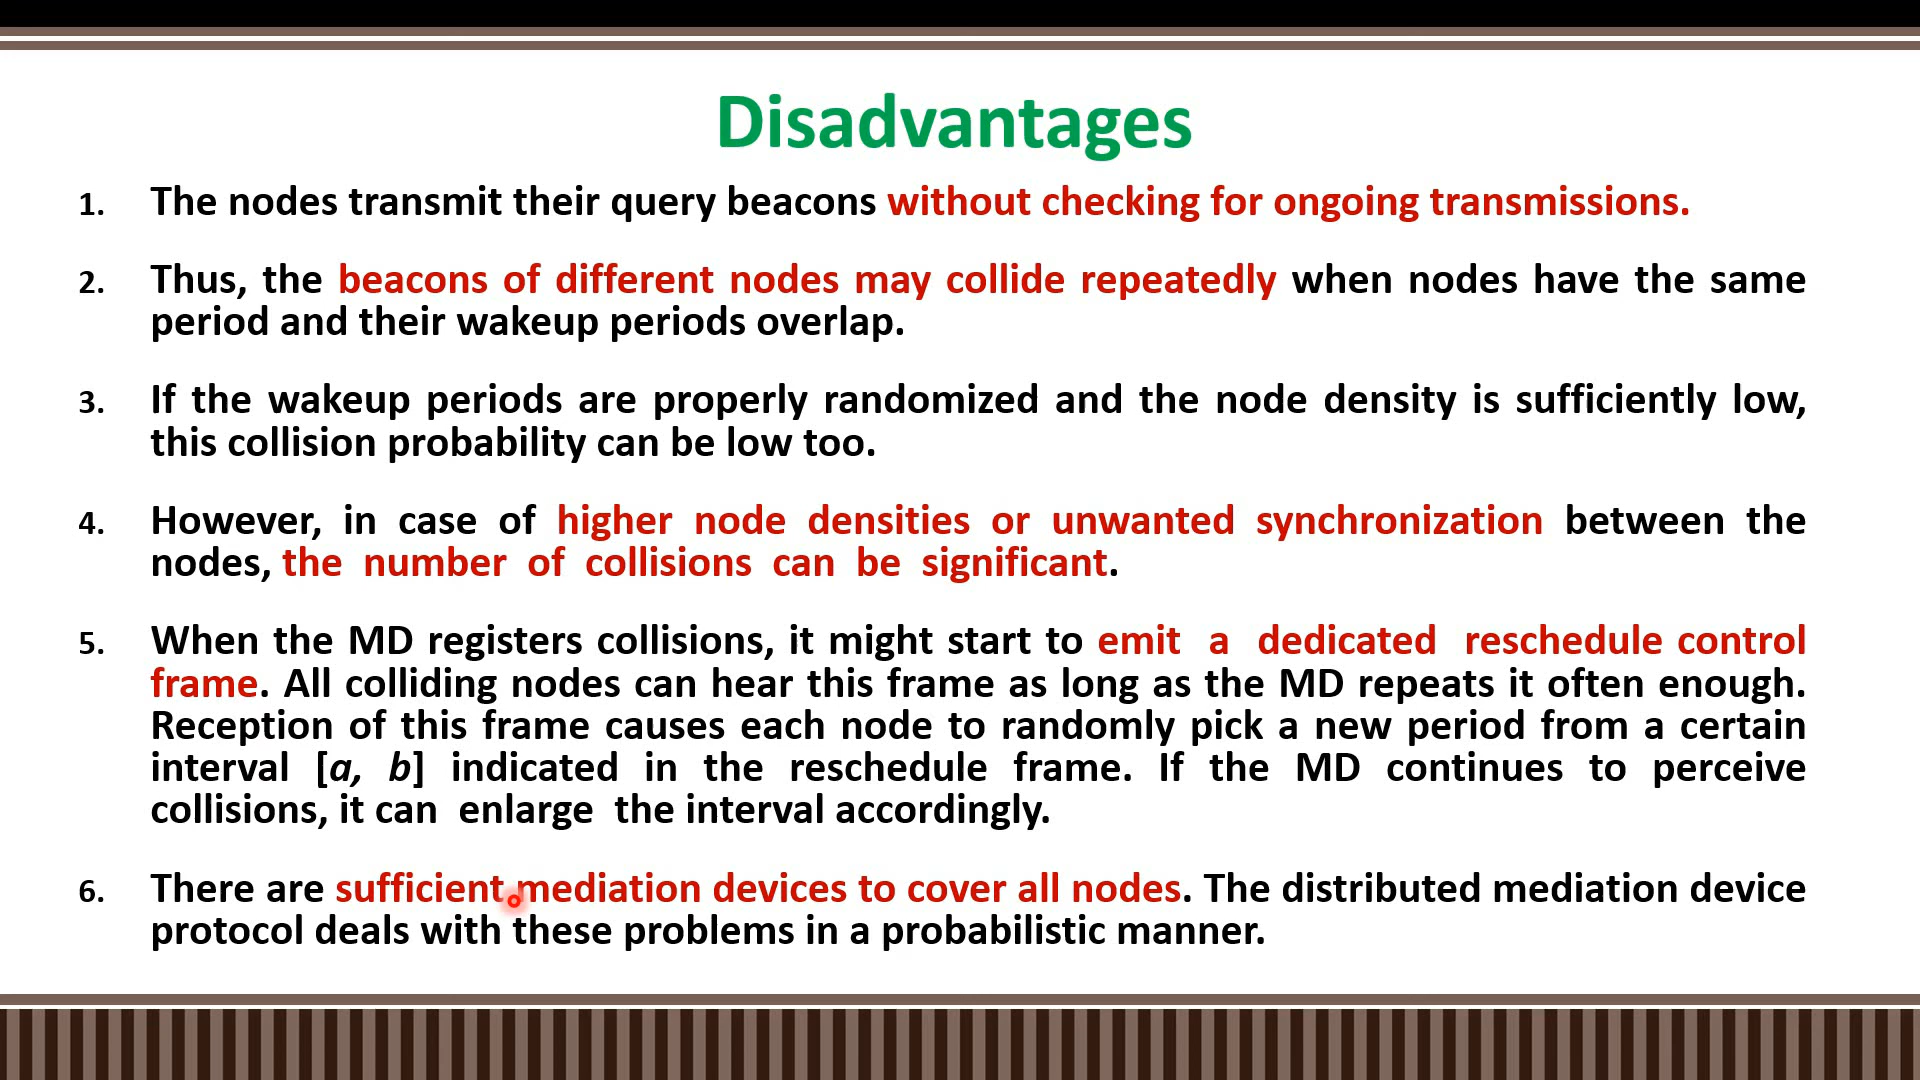 Disadvantages
1. The nodes transmit their query beacons without checking for ongoing transmissions.
2. Thus, the beacons of different nodes may collide repeatedly when nodes have the same
period and their wakeup periods overlap.
3. If the wakeup periods are properly randomized and the node density is sufficiently low,
this collision probability can be low too.
4. However, in case of higher node densities or unwanted synchronization between the
nodes, the number of collisions can be significant.
5. When the MD registers collisions, it might start to emit a dedicated reschedule control
frame. All colliding nodes can hear this frame as long as the MD repeats it often enough.
Reception of this frame causes each node to randomly pick a new period from a certain
interval [a, b] indicated in the reschedule frame. If the MD continues to perceive
collisions, it can enlarge the interval accordingly.
6. There are sufficient mediation devices to cover all nodes. The distributed mediation device
protocol deals with these problems in a probabilistic manner.